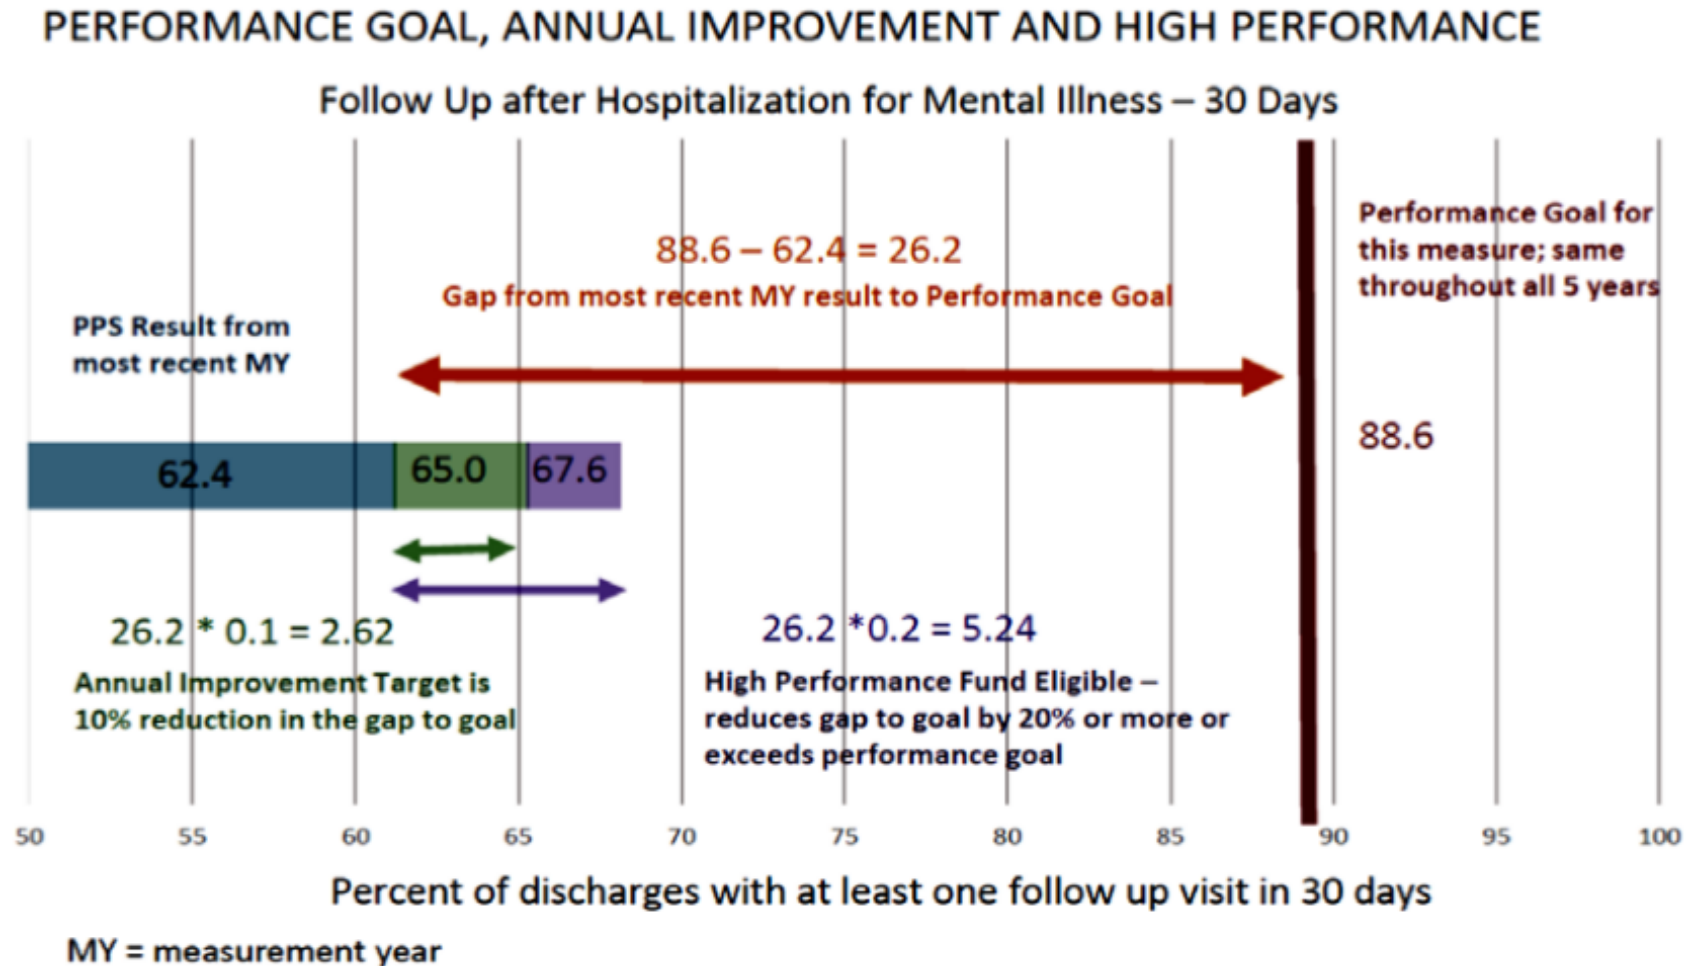 PERFORMANCE GOAL, ANNUAL IMPROVEMENT AND HIGH PERFORMANCE
Follow Up after Hospitalization for Mental Illness – 30 Days
Performance Goal for
this measure; same
throughout all 5 years
88.6 – 62.4 = 26.2
Gap from most recent MY result to Performance Goal
PPS Result from
most recent MY
88.6
62.4
65.0
67.6
26.2 * 0.1 = 2.62
Annual Improvement Target is
10% reduction in the gap to goal
26.2 *0.2 = 5.24
High Performance Fund Eligible –
reduces gap to goal by 20% or more or
exceeds performance goal
50 55 60 65 70 75 80 85 90 95 100
Percent of discharges with at least one follow up visit in 30 days
MY = measurement year